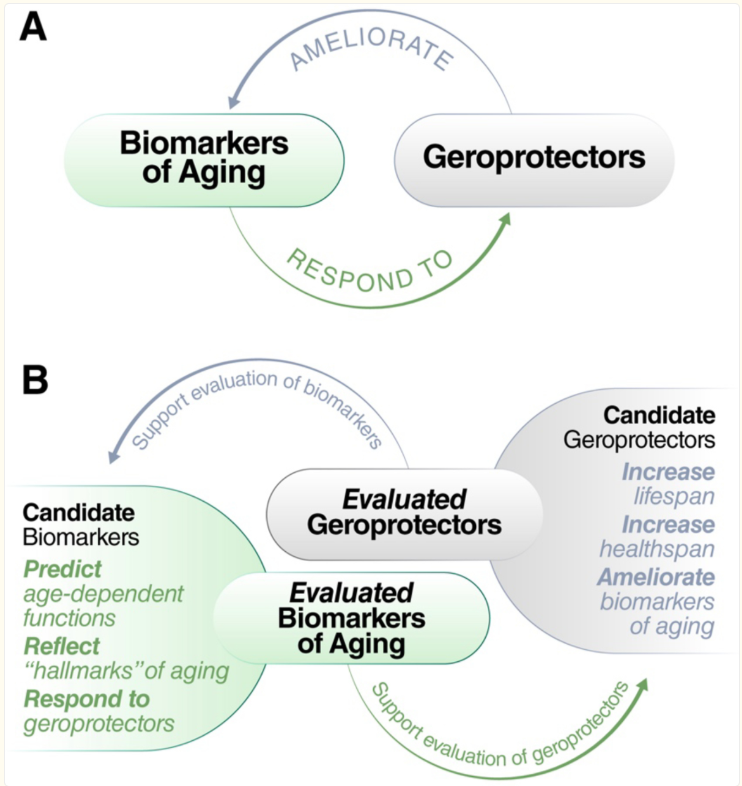 A
AMELIORATE
Biomarkers
of Aging
Geroprotectors
RESPOND TO
B
Support evaluation of biomarkers
Candidate
Geroprotectors
Increase
lifespan
Increase
healthspan
Ameliorate
biomarkers
of aging
Evaluated
Geroprotectors
Candidate
Biomarkers
Predict
age-dependent
functions
Reflect
“hallmarks”of aging
Respond to
geroprotectors
Evaluated
Biomarkers
of Aging
Support evaluation of geroprotectors